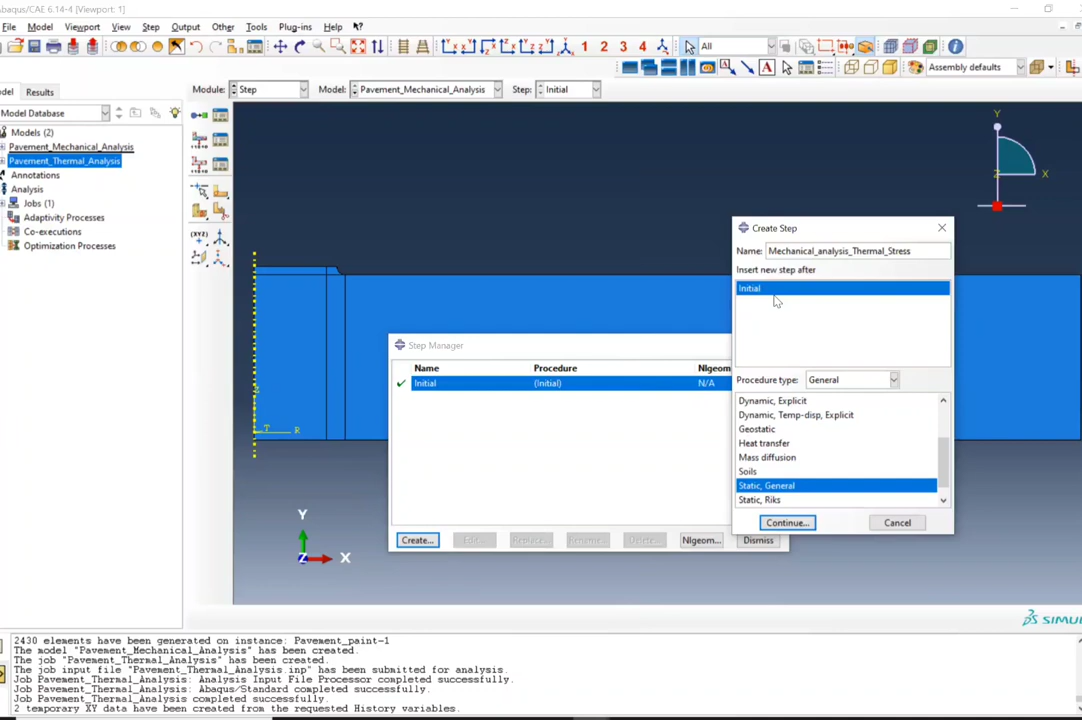 Abaqus/CAE 6.14-4 [Viewport: 1]
File Model Viewport View Step Output Other Tools Plug-ins Help
1 2 3 4 All
A Assembly defaults
Results Module: Step Model: Pavement_Mechanical_Analysis Step: Initial
Model Database
Models (2)
Pavement_Mechanical_Analysis
Pavement_Thermal_Analysis
Annotations
Analysis
Jobs (1)
Adaptivity Processes
Co-executions
Optimization Processes
Y
X
Z
T R
Y
Z X
Step Manager
Name Procedure Nlgeom
Initial (Initial) N/A
Create... Edit... Replace... Rename... Delete... Nlgeom... Dismiss
Create Step
Name: Mechanical_analysis_Thermal_Stress
Insert new step after
Initial
Procedure type: General
Dynamic, Explicit
Dynamic, Temp-disp, Explicit
Geostatic
Heat transfer
Mass diffusion
Soils
Static, General
Static, Riks
Continue... Cancel
SIMU
2430 elements have been generated on instance: Pavement_paint-1
The model "Pavement_Mechanical_Analysis" has been created.
The job "Pavement_Thermal_Analysis" has been created.
The job input file "Pavement_Thermal_Analysis.inp" has been submitted for analysis.
Job Pavement_Thermal_Analysis: Analysis Input File Processor completed successfully.
Job Pavement_Thermal_Analysis: Abaqus/Standard completed successfully.
Job Pavement_Thermal_Analysis completed successfully.
2 temporary XY data have been created from the requested History variables.